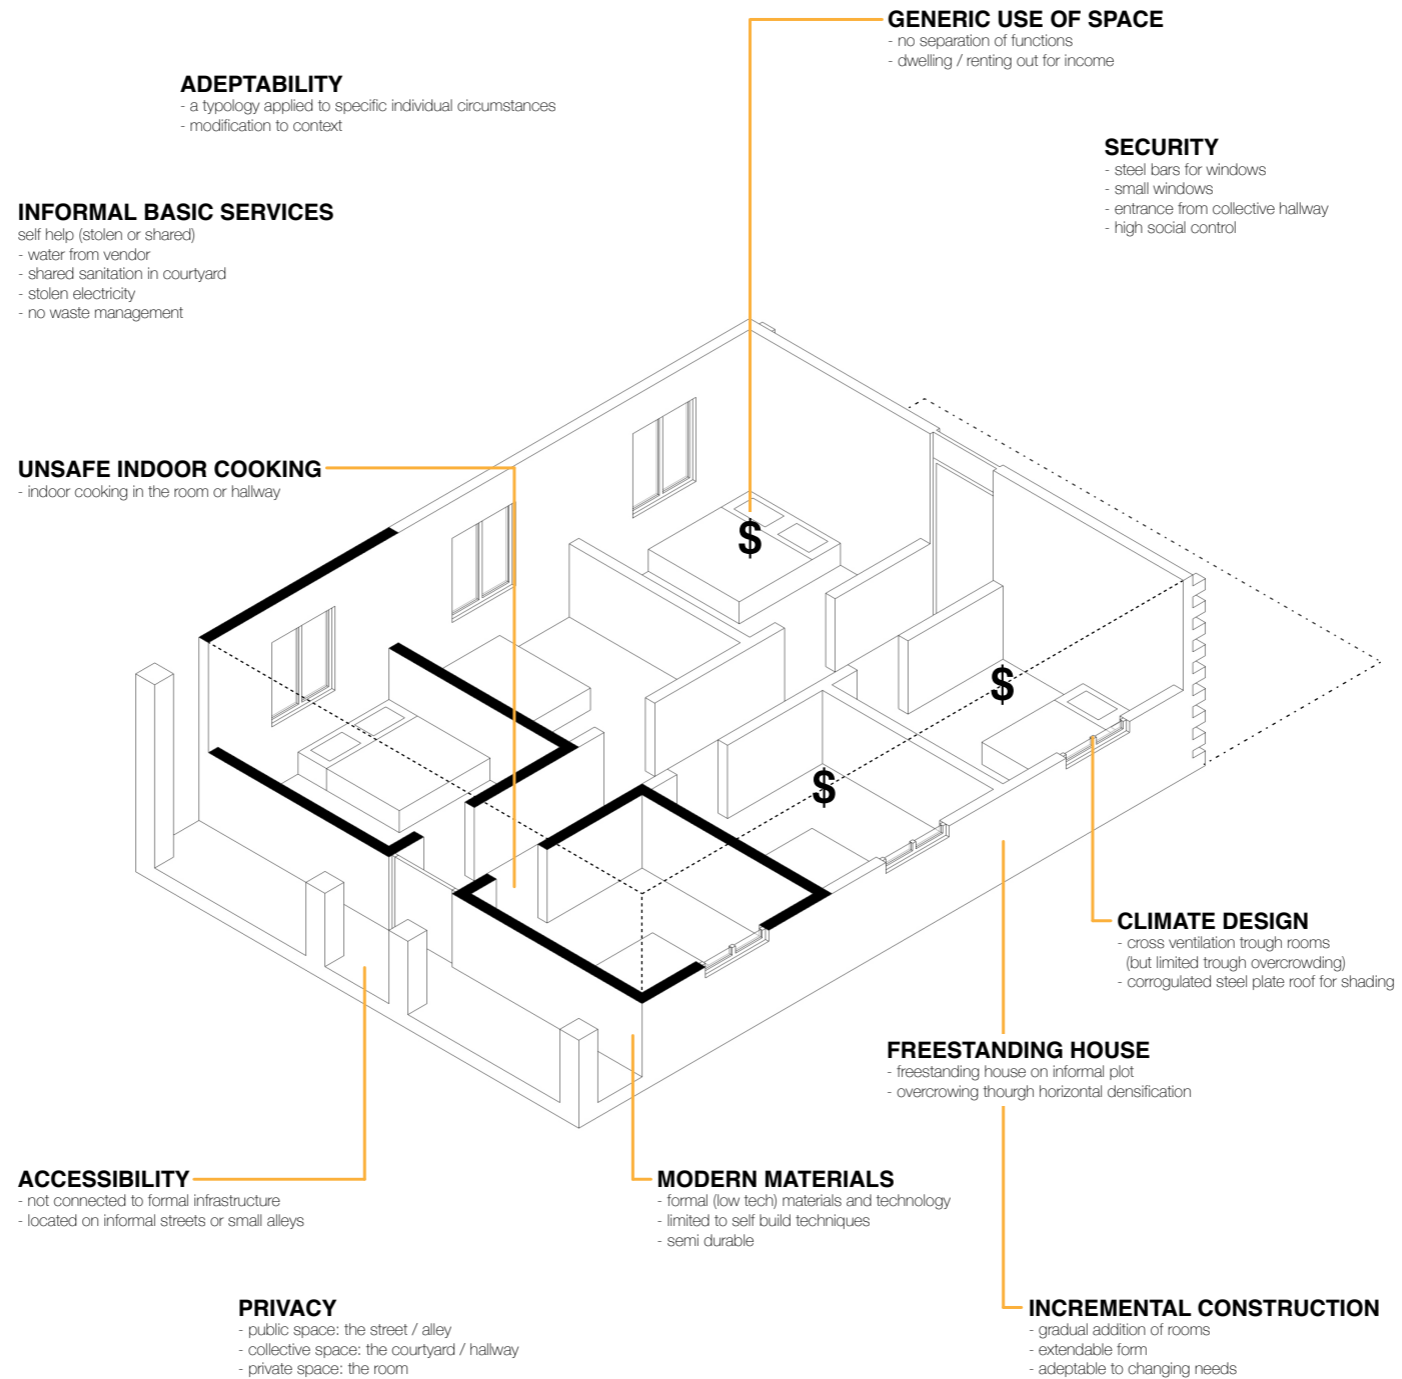 GENERIC USE OF SPACE
- no separation of functions
- dwelling / renting out for income
ADEPTABILITY
- a typology applied to specific individual circumstances
- modification to context
SECURITY
- steel bars for windows
- small windows
- entrance from collective hallway
- high social control
INFORMAL BASIC SERVICES
self help (stolen or shared)
- water from vendor
- shared sanitation in courtyard
- stolen electricity
- no waste management
UNSAFE INDOOR COOKING
- indoor cooking in the room or hallway
$
$
$
CLIMATE DESIGN
- cross ventilation trough rooms
(but limited trough overcrowding)
- corrogulated steel plate roof for shading
FREESTANDING HOUSE
- freestanding house on informal plot
- overcrowing thourgh horizontal densification
ACCESSIBILITY
- not connected to formal infrastructure
- located on informal streets or small alleys
MODERN MATERIALS
- formal (low tech) materials and technology
- limited to self build techniques
- semi durable
PRIVACY
- public space: the street / alley
- collective space: the courtyard / hallway
- private space: the room
INCREMENTAL CONSTRUCTION
- gradual addition of rooms
- extendable form
- adeptable to changing needs